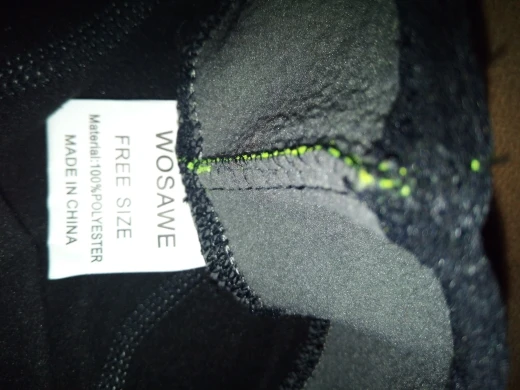 WOSAWE
FREE SIZE
Material:100%POLYESTER
MADE IN CHINA